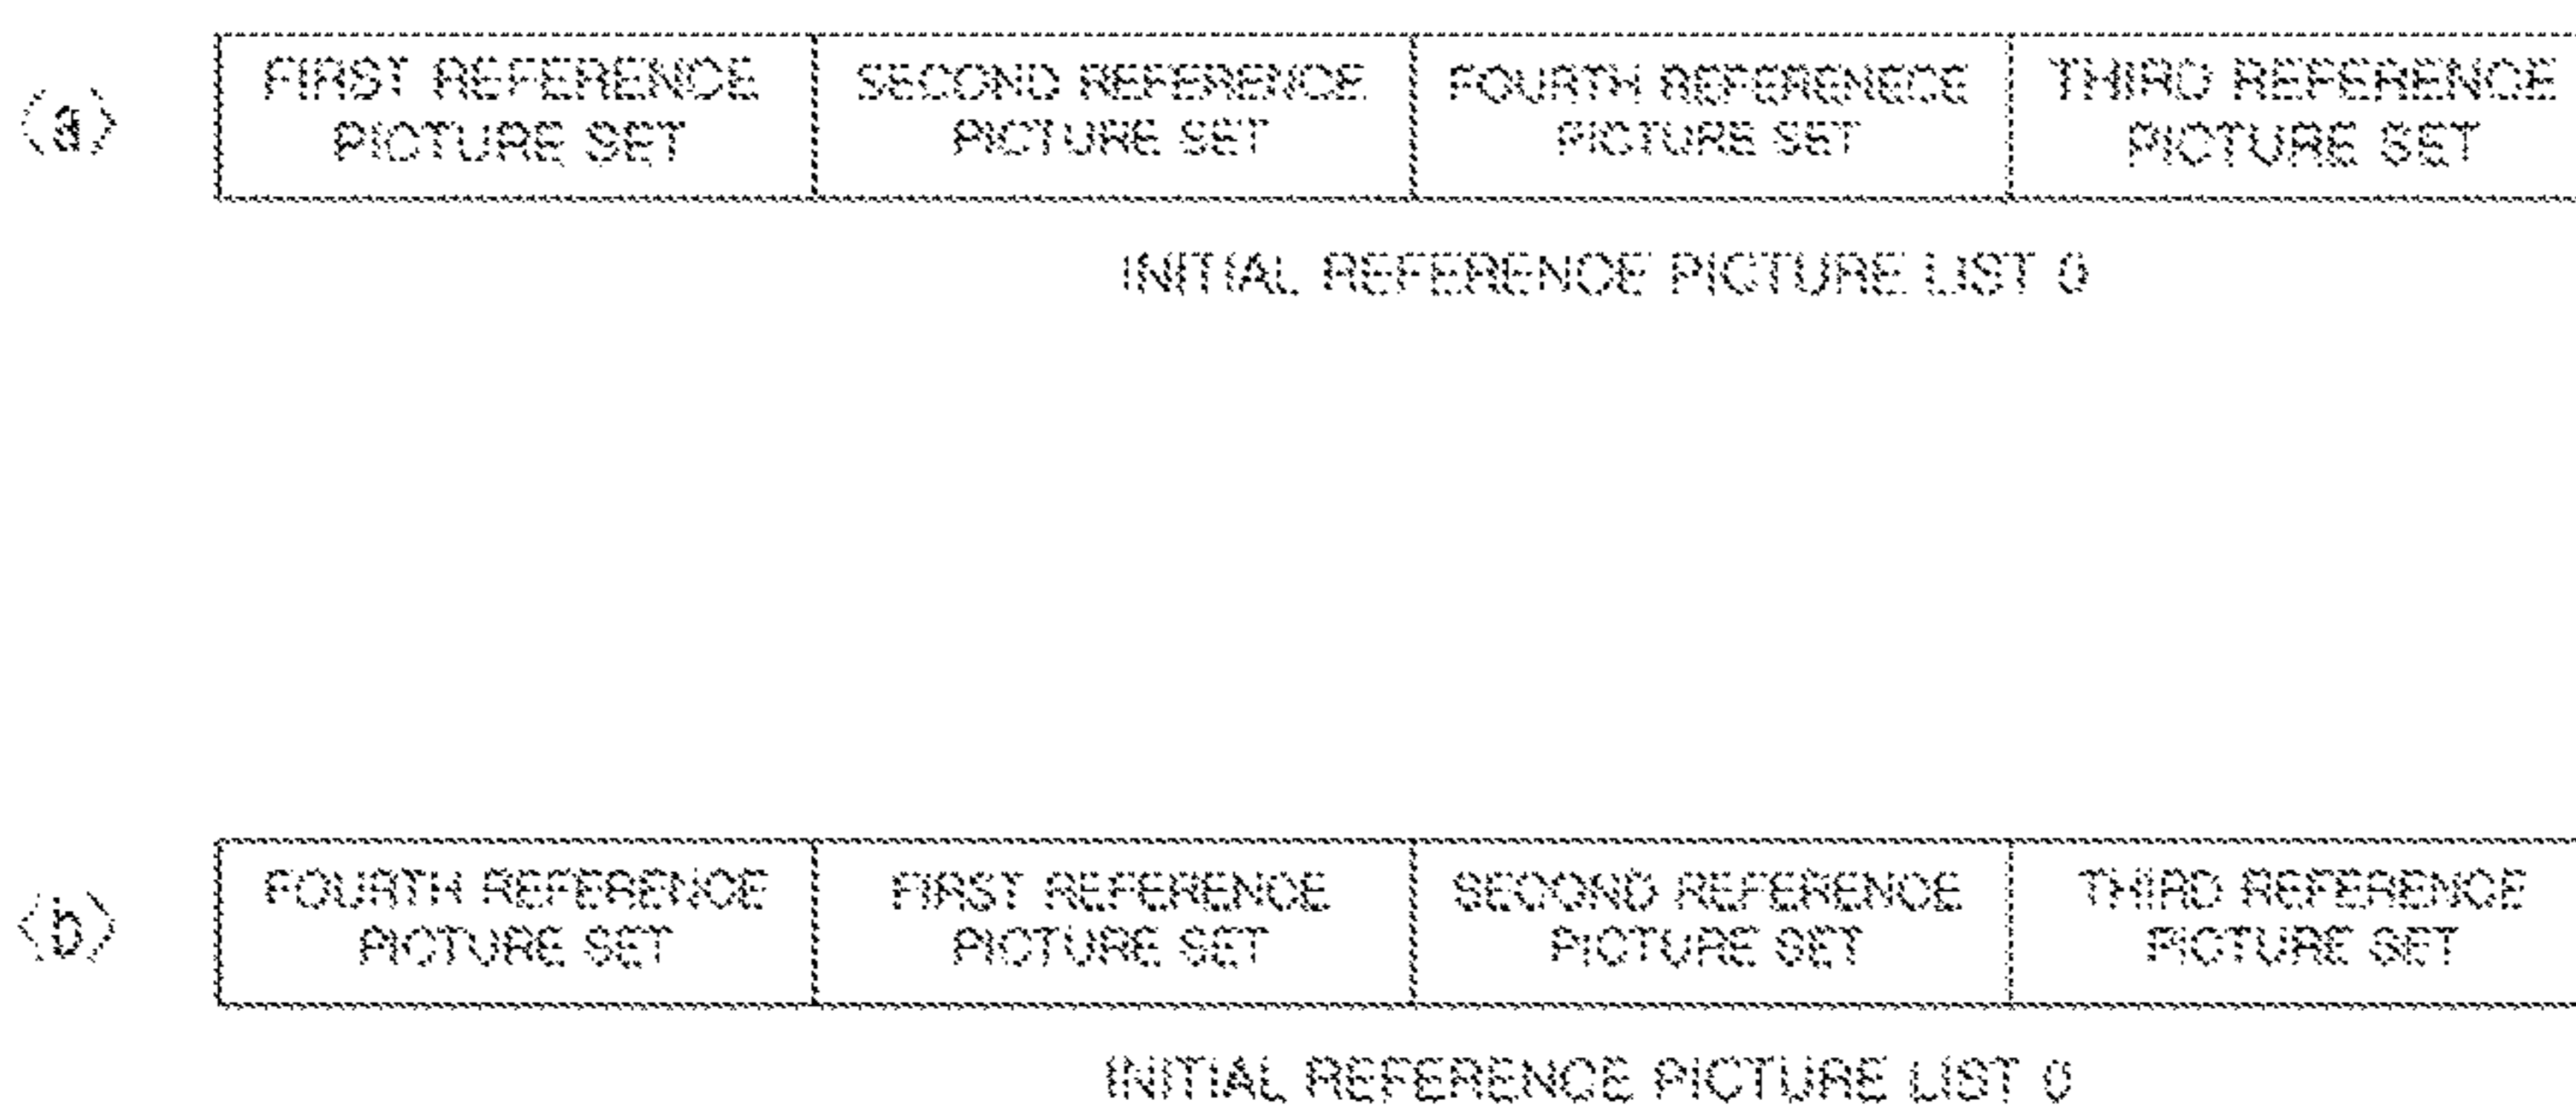 <a>
FIRST REFERENCE
PICTURE SET
SECOND REFERENCE
PICTURE SET
FOURTH REFERENECE
PICTURE SET
THIRD REFERENCE
PICTURE SET
INITIAL REFERENCE PICTURE LIST 0
<b>
FOURTH REFERENCE
PICTURE SET
FIRST REFERENCE
PICTURE SET
SECOND REFERENCE
PICTURE SET
THIRD REFERENCE
PICTURE SET
INITIAL REFERENCE PICTURE LIST 0